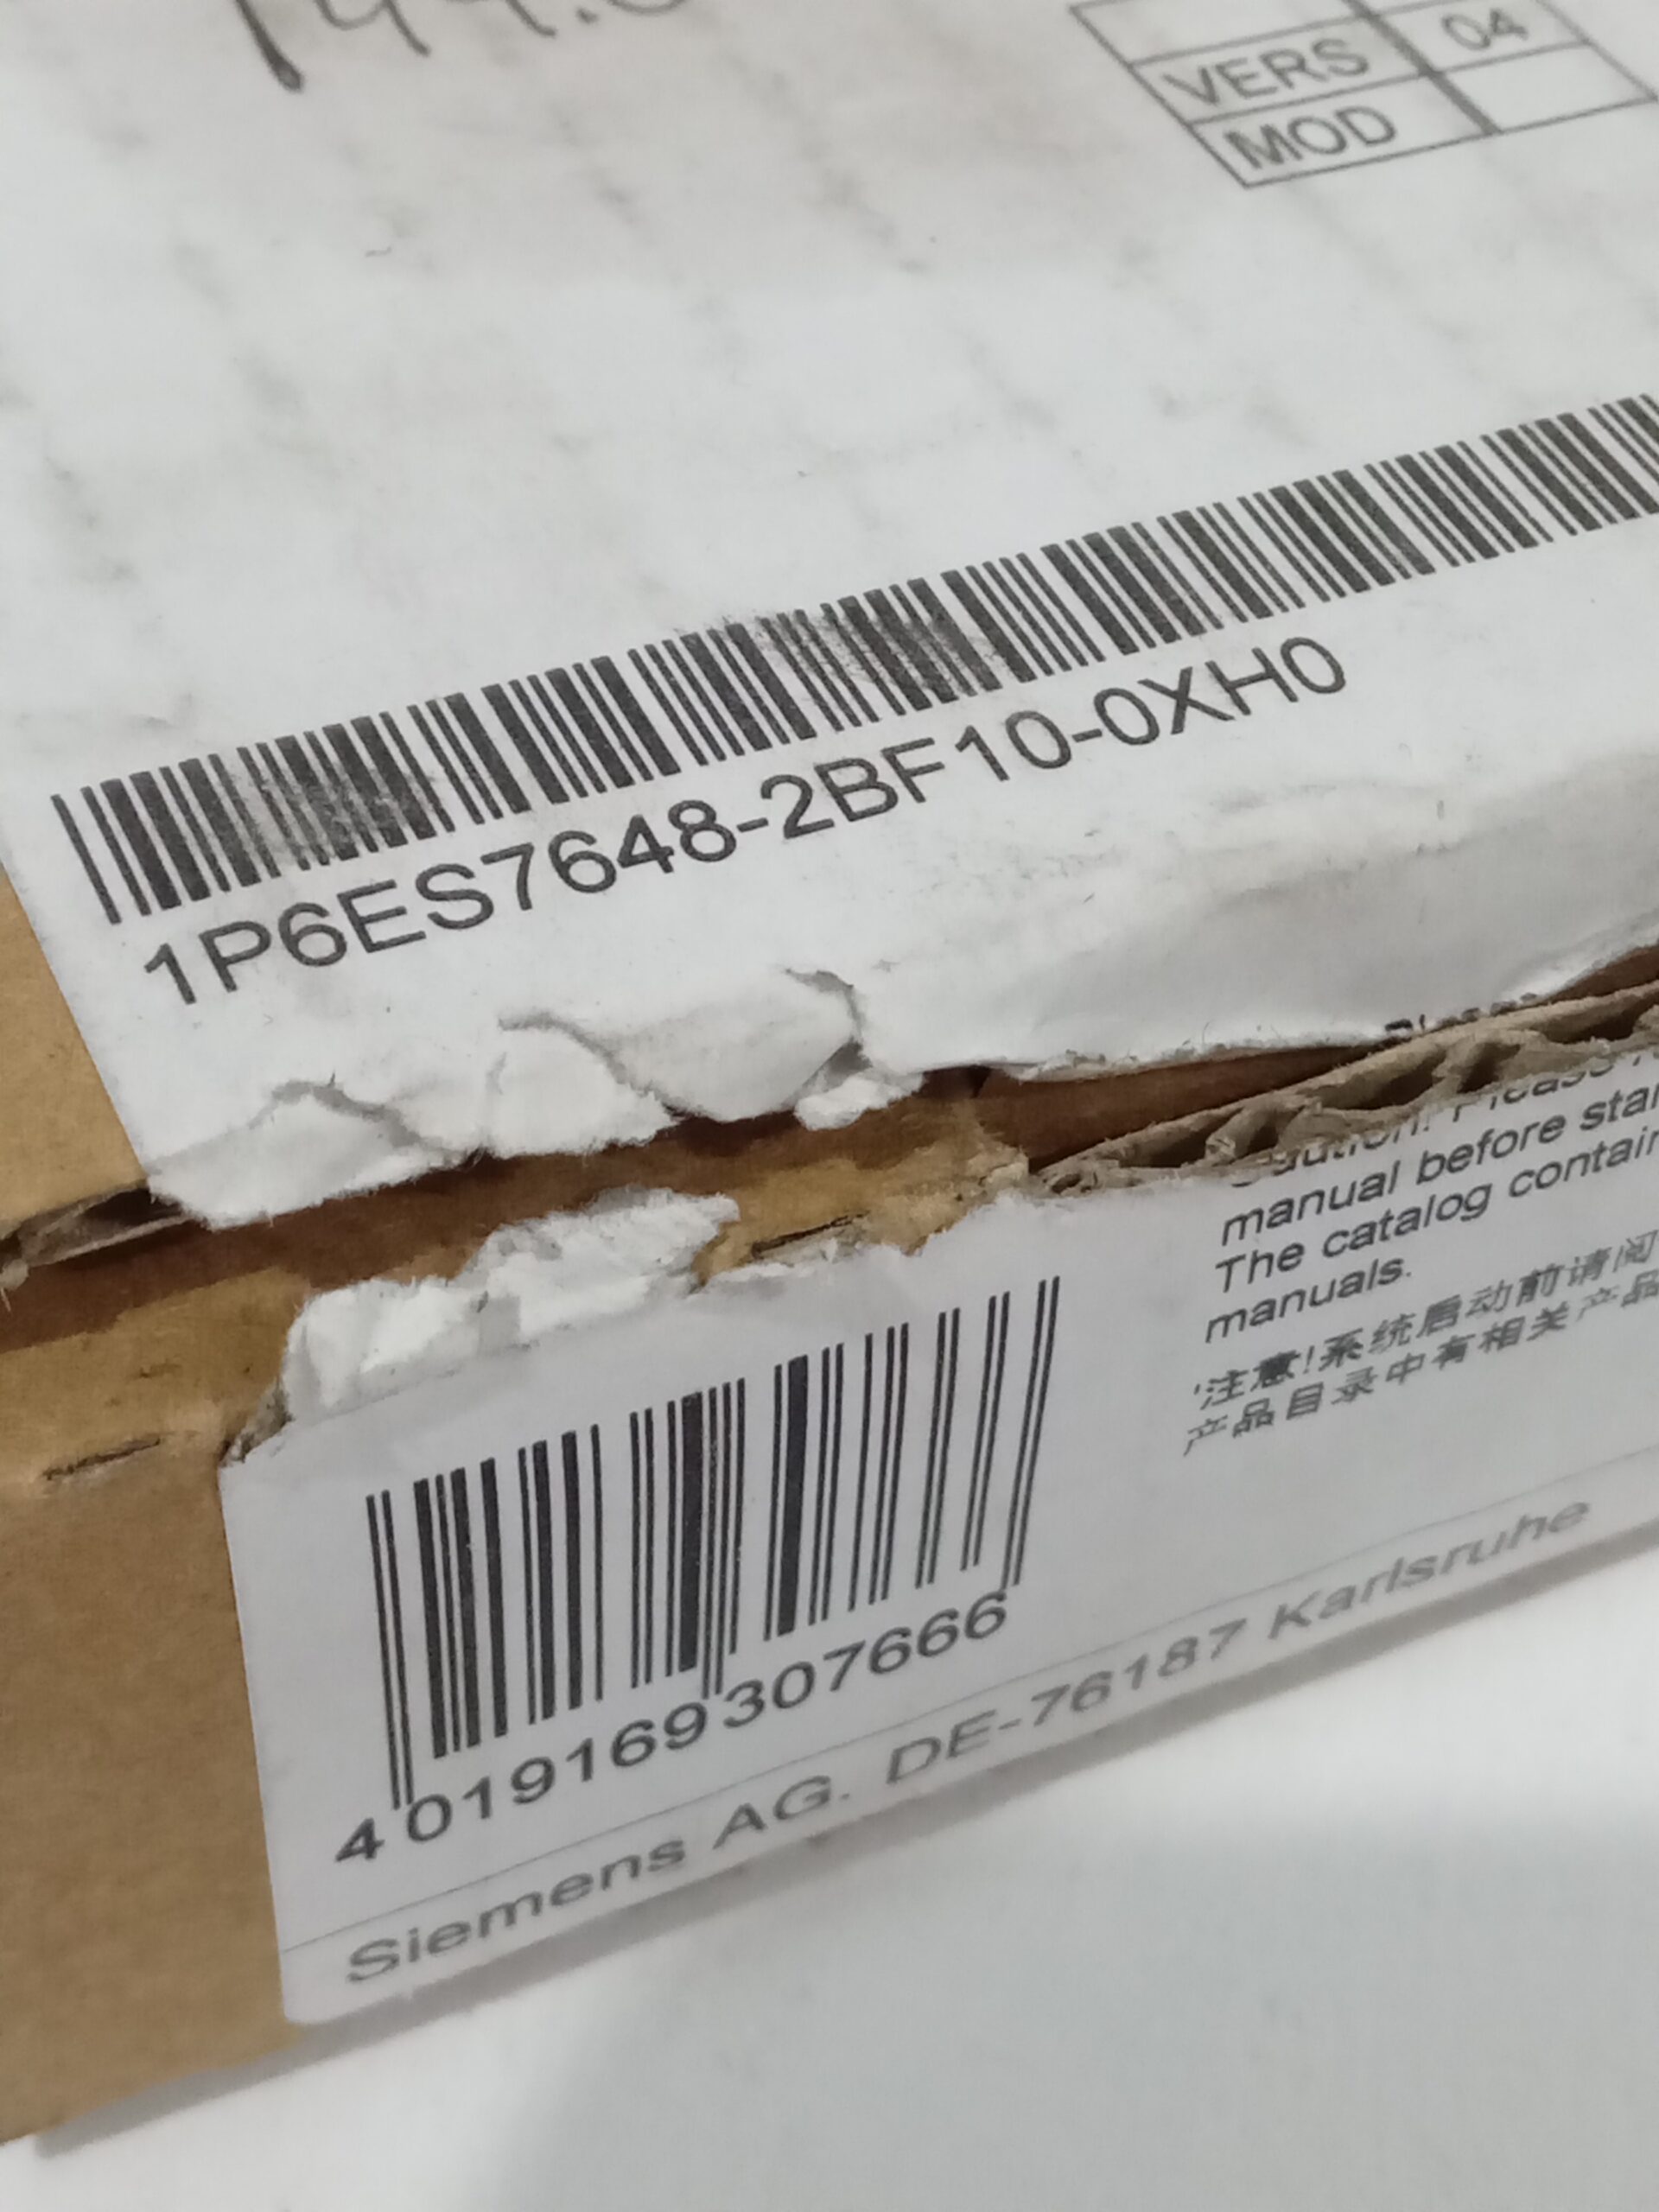 VERS 04
MOD
1P6ES7648-2BF10-0XH0
manual before
The catalog
manuals.
注意!系统启动前请阅
产品目录中有相关产品
4 019169 307666
Siemens AG. DE-76187 Karlsruhe